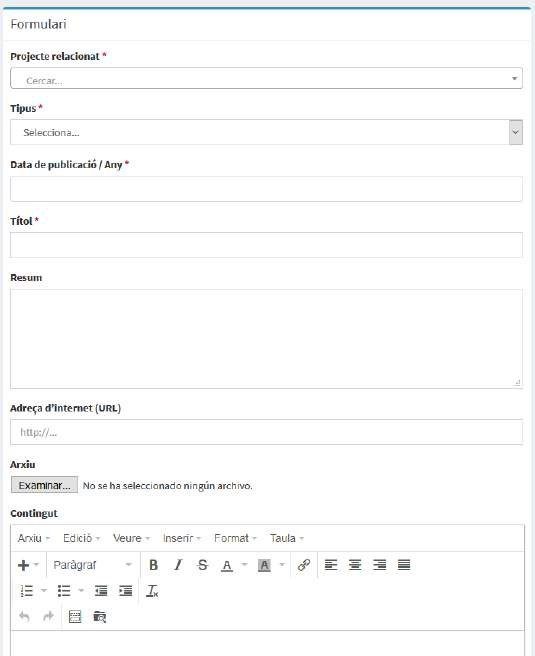 Formulari
Projecte relacionat *
Cercar...
Tipus *
Selecciona...
Data de publicació / Any *
Títol *
Resum
Adreça d'internet (URL)
http://...
Arxiu
Examinar... No se ha seleccionado ningún archivo.
Contingut
Arxiu Edició Veure Inserir Format Taula
Paràgraf B I S A A